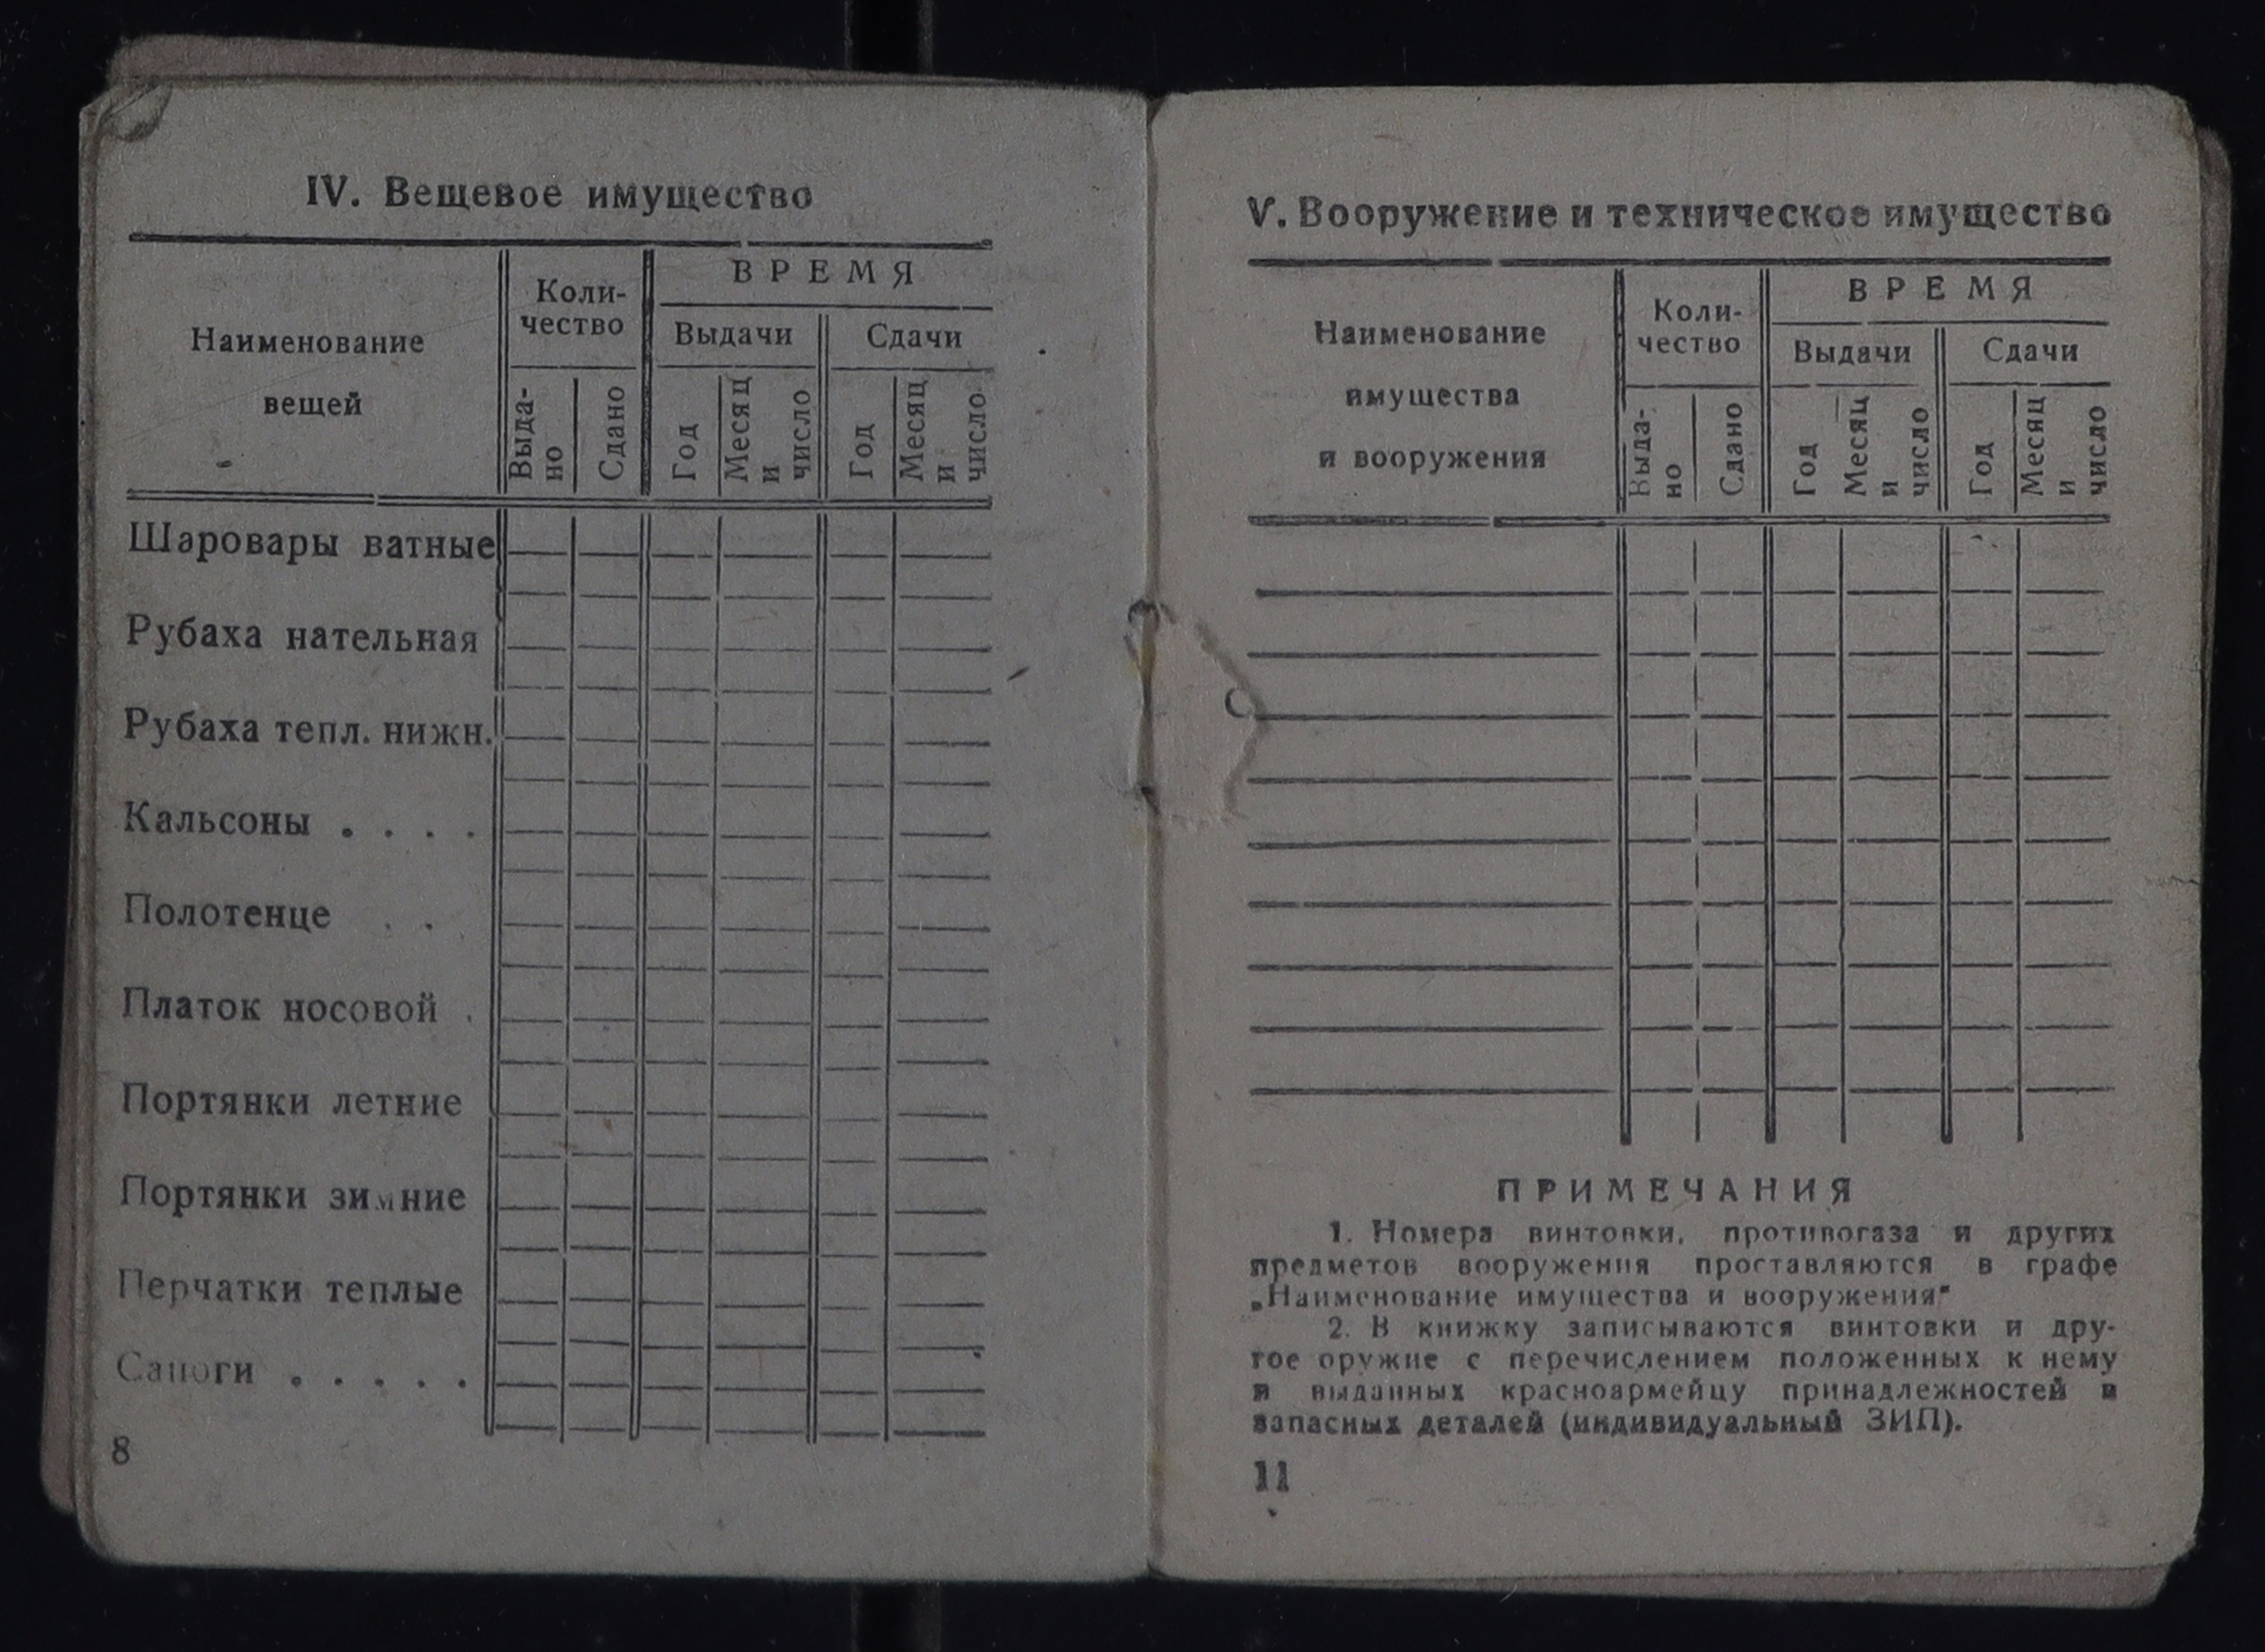 IV. Вещевое имущество
Наименование
вещей
Коли-
чество
ВРЕМЯ
Выдачи
Сдачи
Выда-
но
Сдано
Год
Месяц
и
число
Год
Месяц
и
число
Шаровары ватные
Рубаха нательная
Рубаха тепл. нижн.
Кальсоны . . . .
Полотенце . .
Платок носовой .
Портянки летние
Портянки зимние
Перчатки теплые
Сапоги . . . . .
8
V. Вооружение и техническое имущество
Наименование
имущества
и вооружения
Коли-
чество
ВРЕМЯ
Выдачи
Сдачи
Выда-
но
Сдано
Год
Месяц
и
число
Год
Месяц
и
число
ПРИМЕЧАНИЯ
1. Номера винтовки, противогаза и других
предметов вооружения проставляются в графе
„Наименование имущества и вооружения"
2. В книжку записываются винтовки и дру-
гое оружие с перечислением положенных к нему
и выданных красноармейцу принадлежностей и
запасных деталей (индивидуальный ЗИП).
11